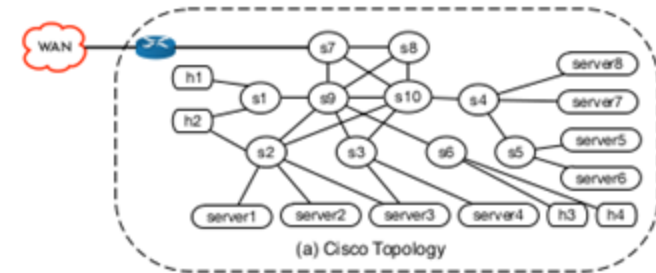 WAN
s7
s8
server8
h1
s1
s9
s10
s4
server7
h2
s2
s3
s6
s5
server5
server6
server1
server2
server3
server4
h3
h4
(a) Cisco Topology